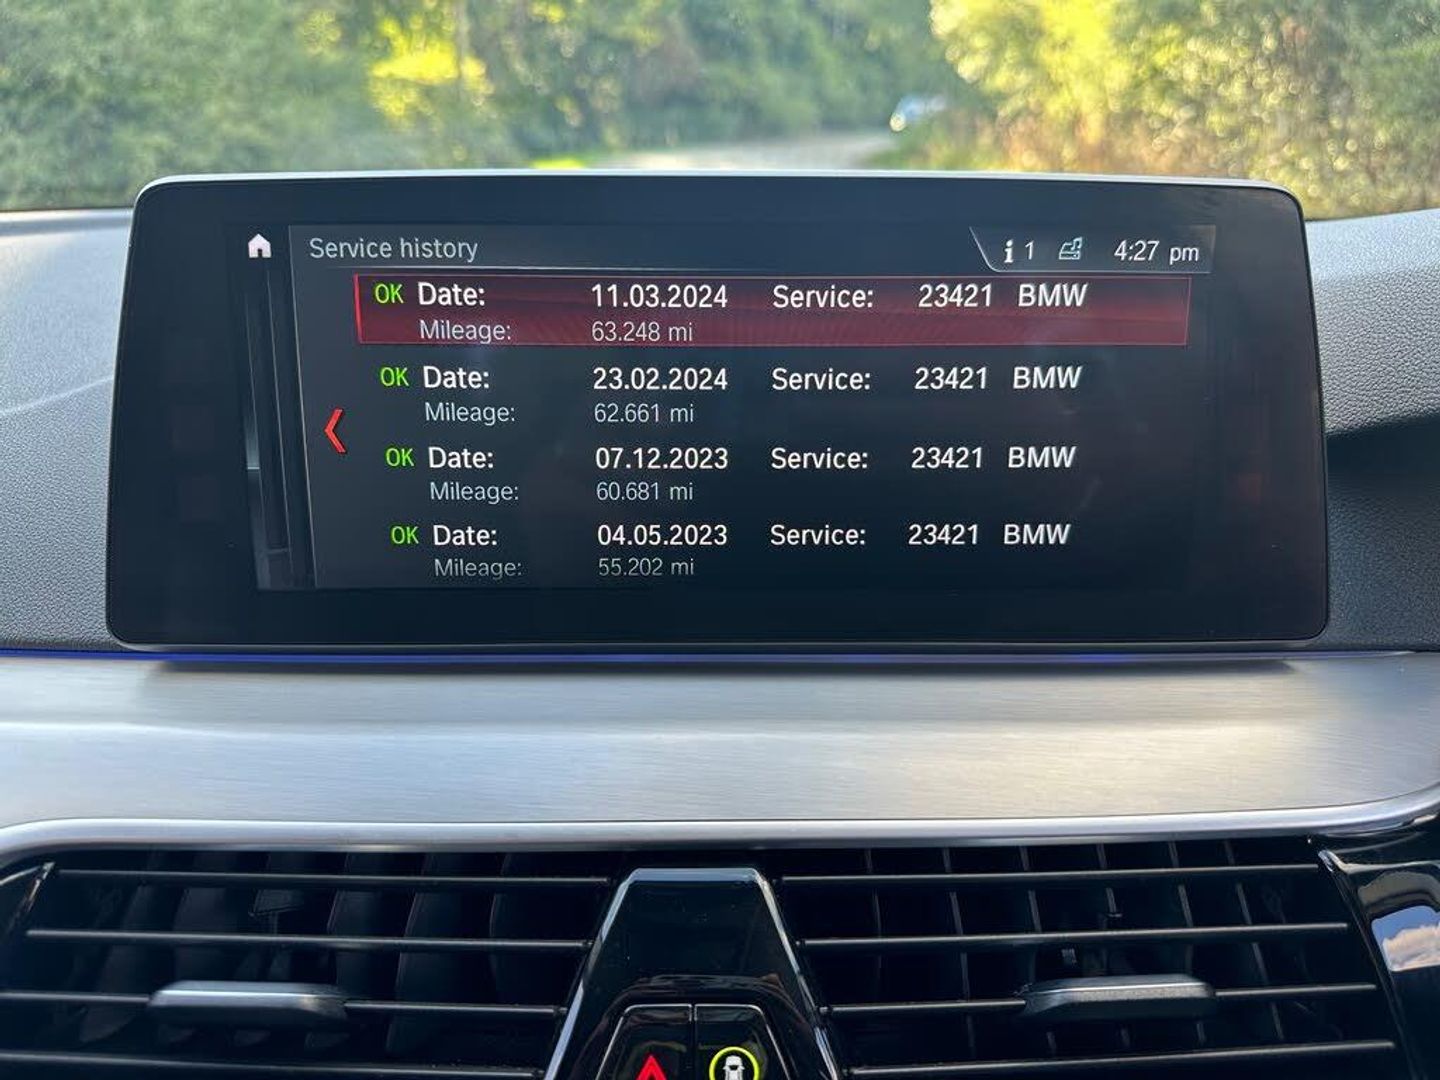 Service history
i 1 4:27 pm
OK Date: 11.03.2024 Service: 23421 BMW
Mileage: 63.248 mi
OK Date: 23.02.2024 Service: 23421 BMW
Mileage: 62.661 mi
OK Date: 07.12.2023 Service: 23421 BMW
Mileage: 60.681 mi
OK Date: 04.05.2023 Service: 23421 BMW
Mileage: 55.202 mi